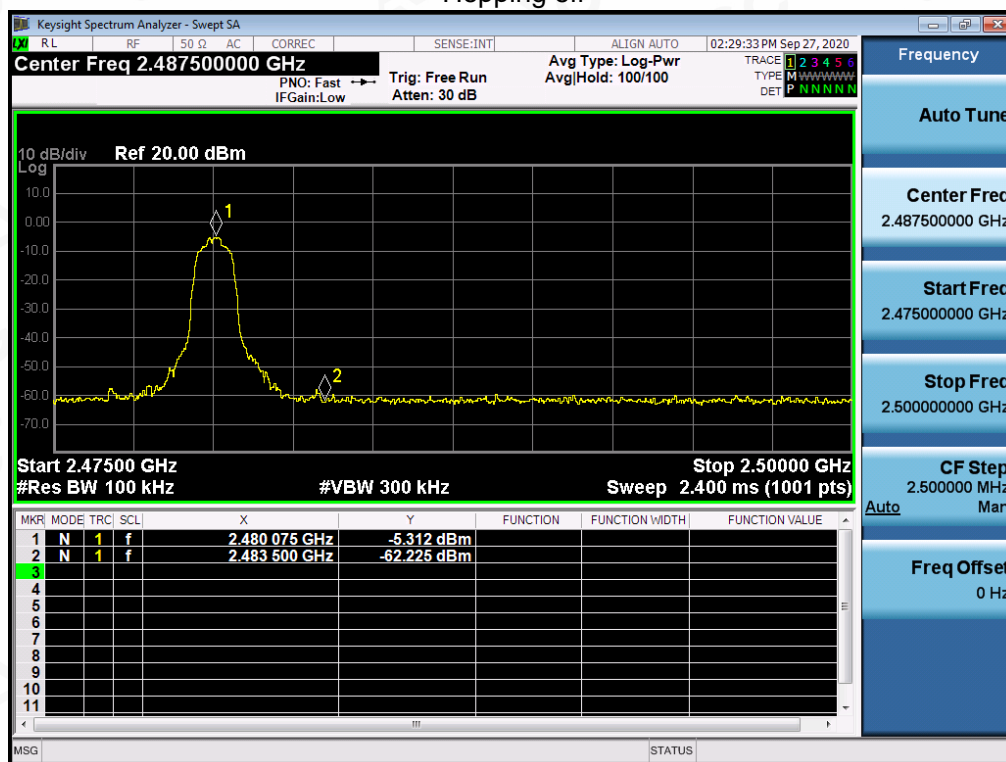 Hopping off
Keysight Spectrum Analyzer - Swept SA
LXI RL RF 50 Ω AC CORREC SENSE:INT ALIGN AUTO 02:29:33 PM Sep 27, 2020
Center Freq 2.487500000 GHz
PNO: Fast
IFGain:Low
Trig: Free Run
Atten: 30 dB
Avg Type: Log-Pwr
Avg|Hold: 100/100
TRACE 1 2 3 4 5 6
TYPE M WWWWW
DET P N N N N N
10 dB/div Ref 20.00 dBm
Log
10.0
0.00
-10.0
-20.0
-30.0
-40.0
-50.0
-60.0
-70.0
1
2
Start 2.47500 GHz Stop 2.50000 GHz
#Res BW 100 kHz #VBW 300 kHz Sweep 2.400 ms (1001 pts)
MKR MODE TRC SCL X Y FUNCTION FUNCTION WIDTH FUNCTION VALUE
1 N 1 f 2.480 075 GHz -5.312 dBm
2 N 1 f 2.483 500 GHz -62.225 dBm
3
4
5
6
7
8
9
10
11
MSG STATUS
Frequency
Auto Tune
Center Freq
2.487500000 GHz
Start Freq
2.475000000 GHz
Stop Freq
2.500000000 GHz
CF Step
2.500000 MHz
Auto Man
Freq Offset
0 Hz